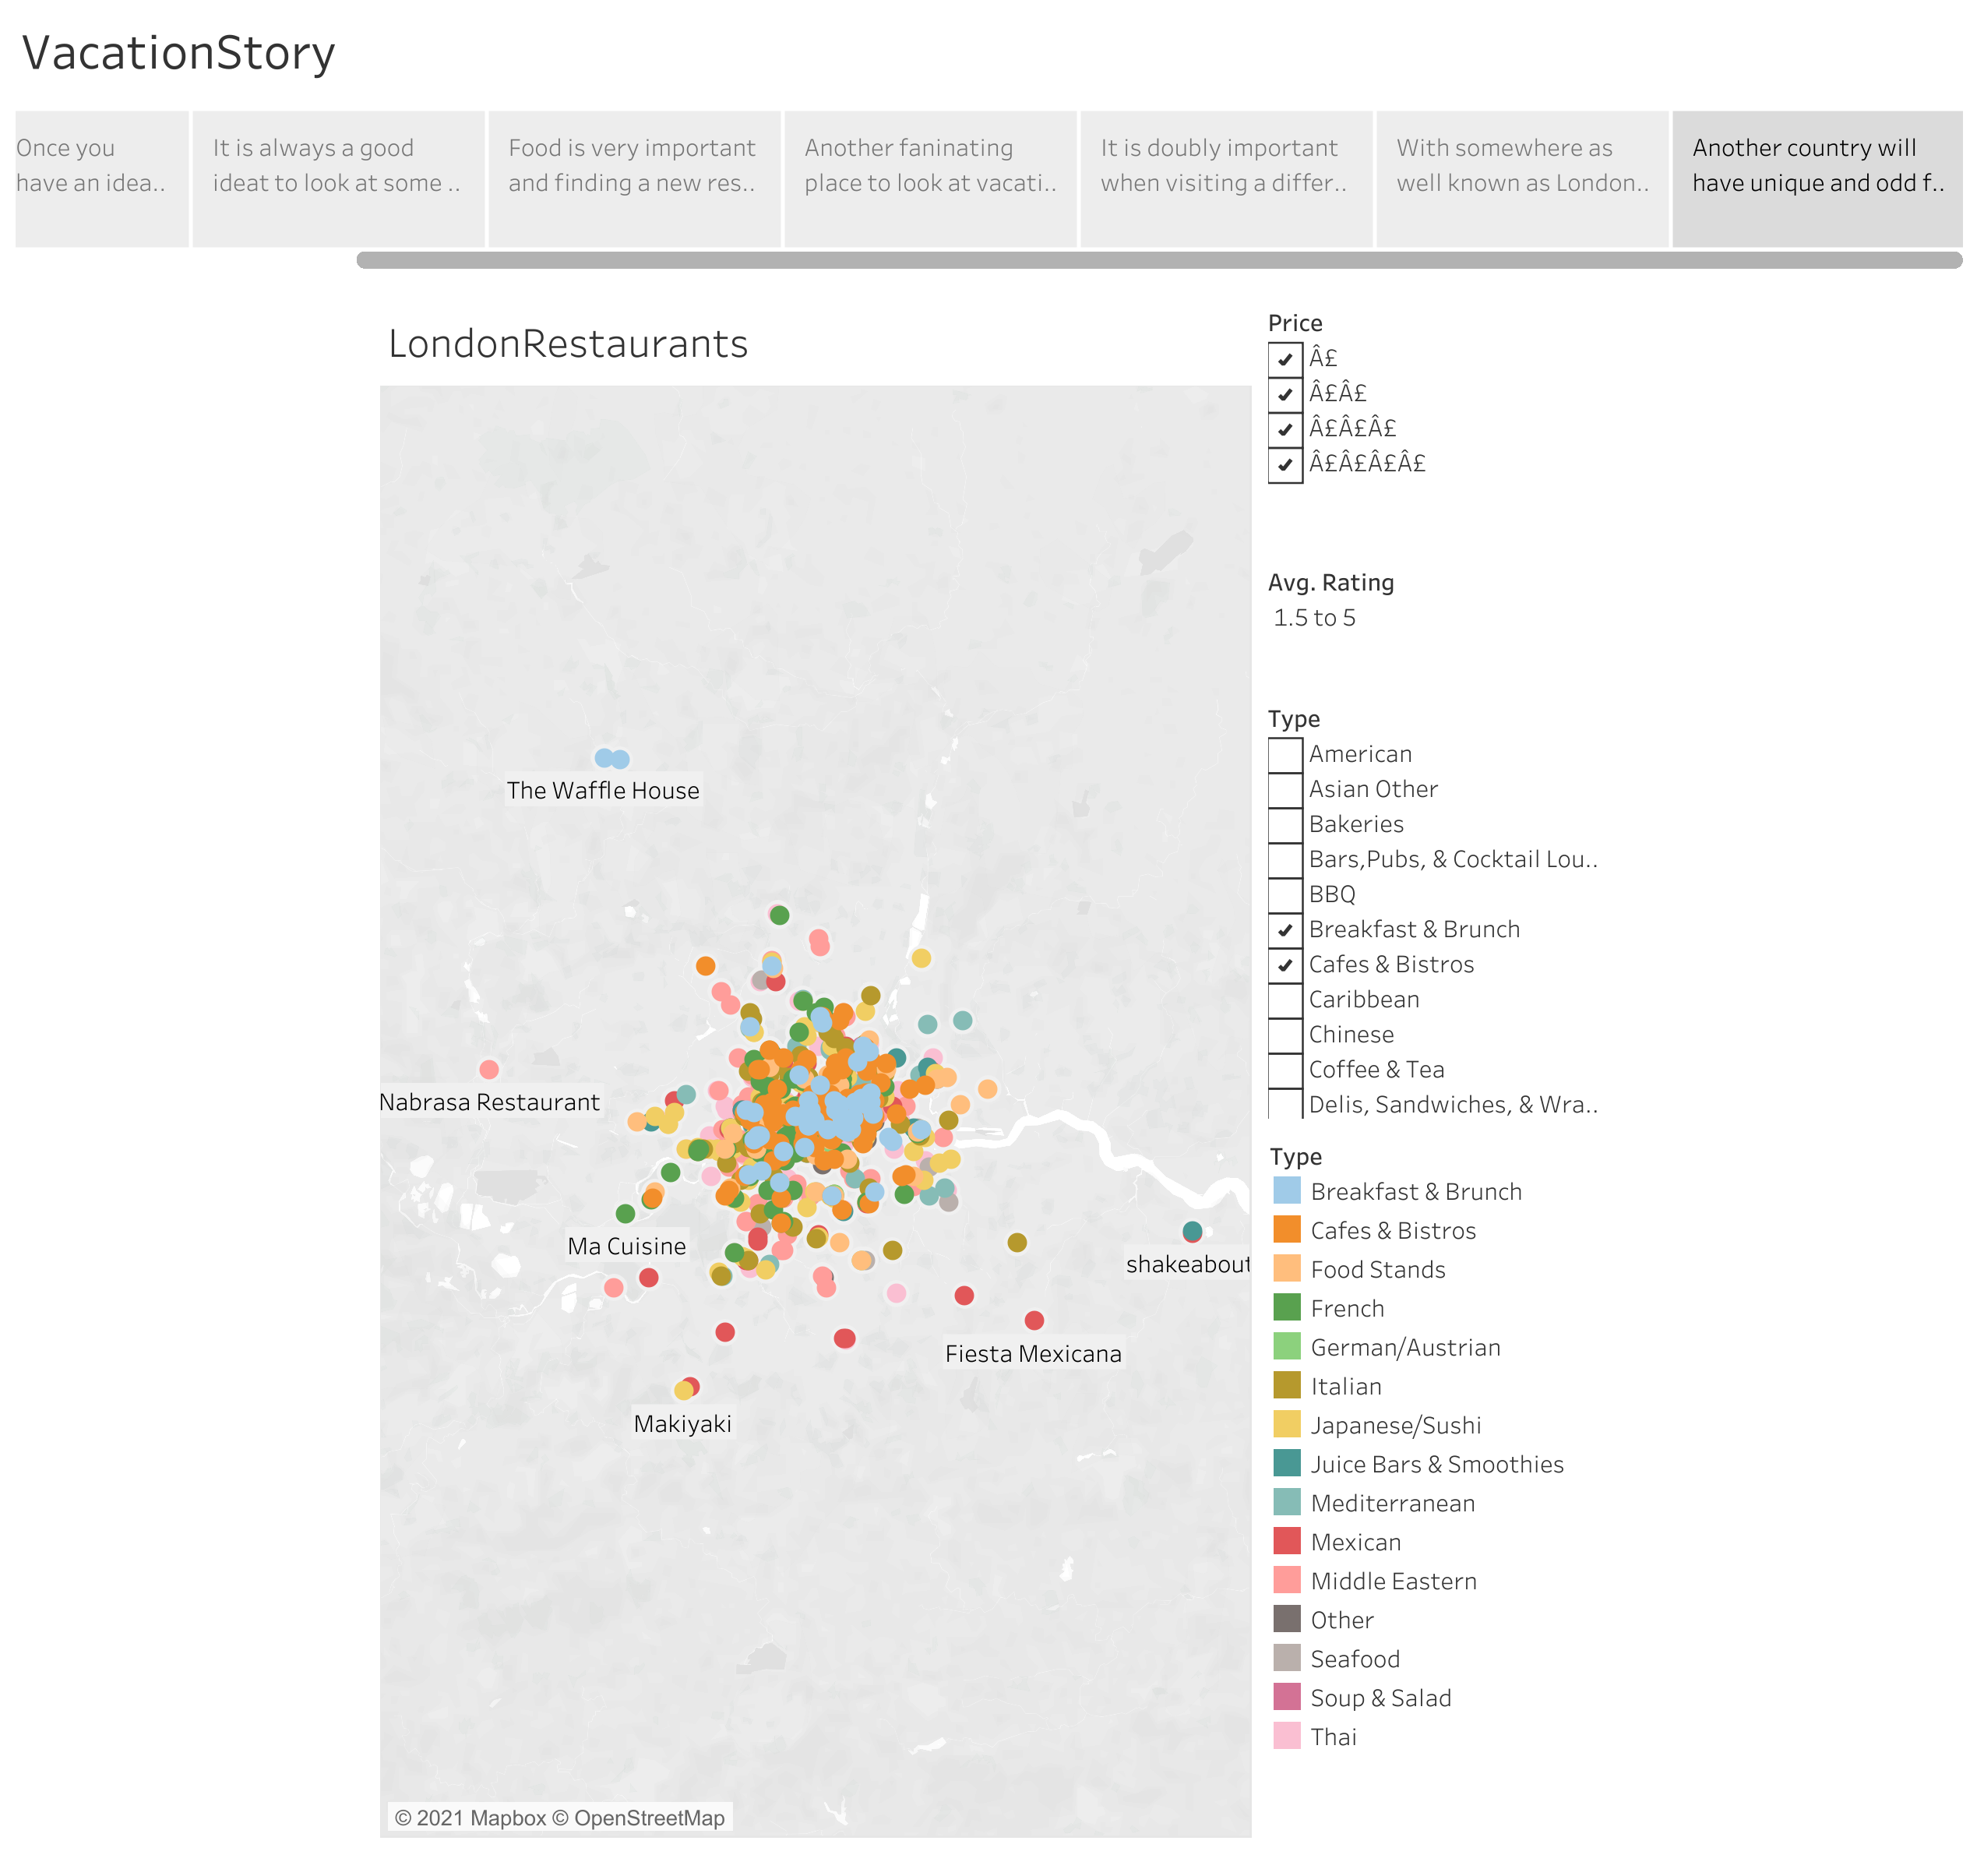 VacationStory
Once you
have an idea..
It is always a good
ideat to look at some ..
Food is very important
and finding a new res..
Another faninating
place to look at vacati..
It is doubly important
when visiting a differ..
With somewhere as
well known as London..
Another country will
have unique and odd f..
LondonRestaurants
The Waffle House
Nabrasa Restaurant
Ma Cuisine
shakeabout
Fiesta Mexicana
Makiyaki
© 2021 Mapbox © OpenStreetMap
Price
Â£
Â£Â£
Â£Â£Â£
Â£Â£Â£Â£
Avg. Rating
1.5 to 5
Type
American
Asian Other
Bakeries
Bars,Pubs, & Cocktail Lou..
BBQ
Breakfast & Brunch
Cafes & Bistros
Caribbean
Chinese
Coffee & Tea
Delis, Sandwiches, & Wra..
Type
Breakfast & Brunch
Cafes & Bistros
Food Stands
French
German/Austrian
Italian
Japanese/Sushi
Juice Bars & Smoothies
Mediterranean
Mexican
Middle Eastern
Other
Seafood
Soup & Salad
Thai